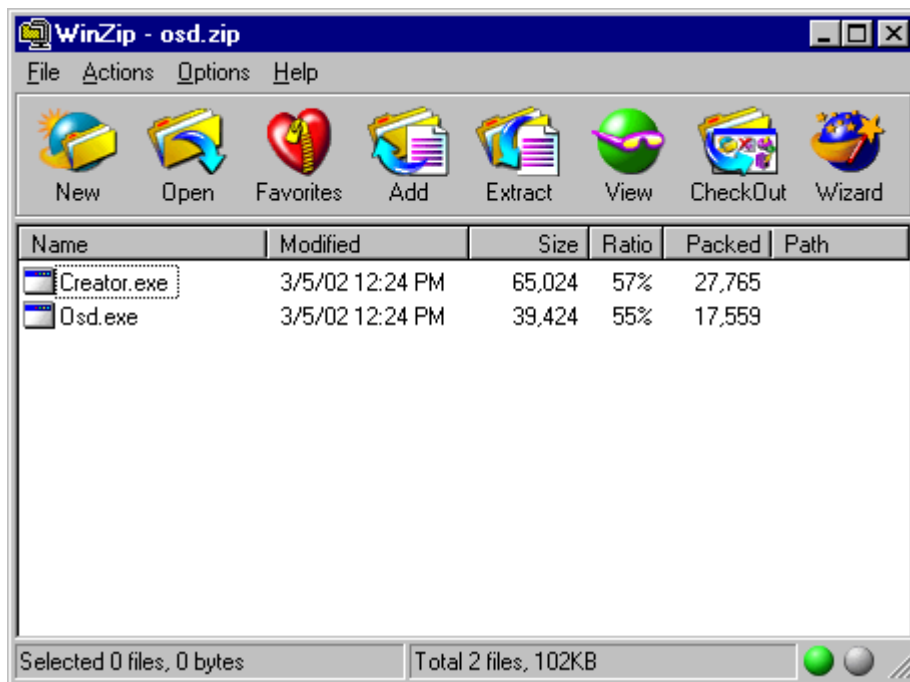 WinZip - osd.zip
File Actions Options Help
New Open Favorites Add Extract View CheckOut Wizard
Name Modified Size Ratio Packed Path
Creator.exe 3/5/02 12:24 PM 65,024 57% 27,765
Osd.exe 3/5/02 12:24 PM 39,424 55% 17,559
Selected 0 files, 0 bytes Total 2 files, 102KB